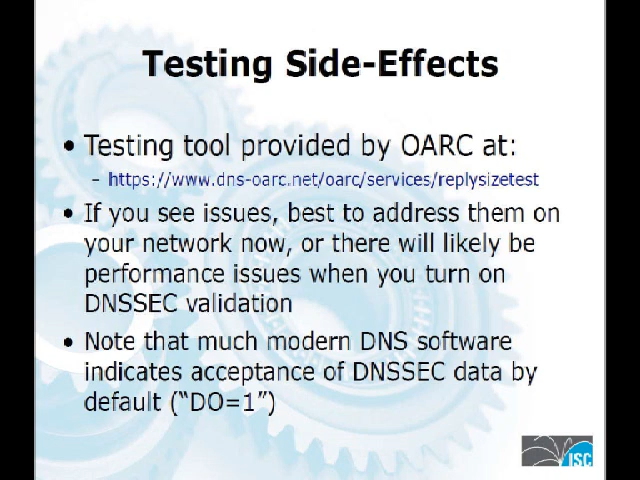 Testing Side-Effects
• Testing tool provided by OARC at:
– https://www.dns-oarc.net/oarc/services/replysizetest
• If you see issues, best to address them on
your network now, or there will likely be
performance issues when you turn on
DNSSEC validation
• Note that much modern DNS software
indicates acceptance of DNSSEC data by
default (“DO=1”)
ISC